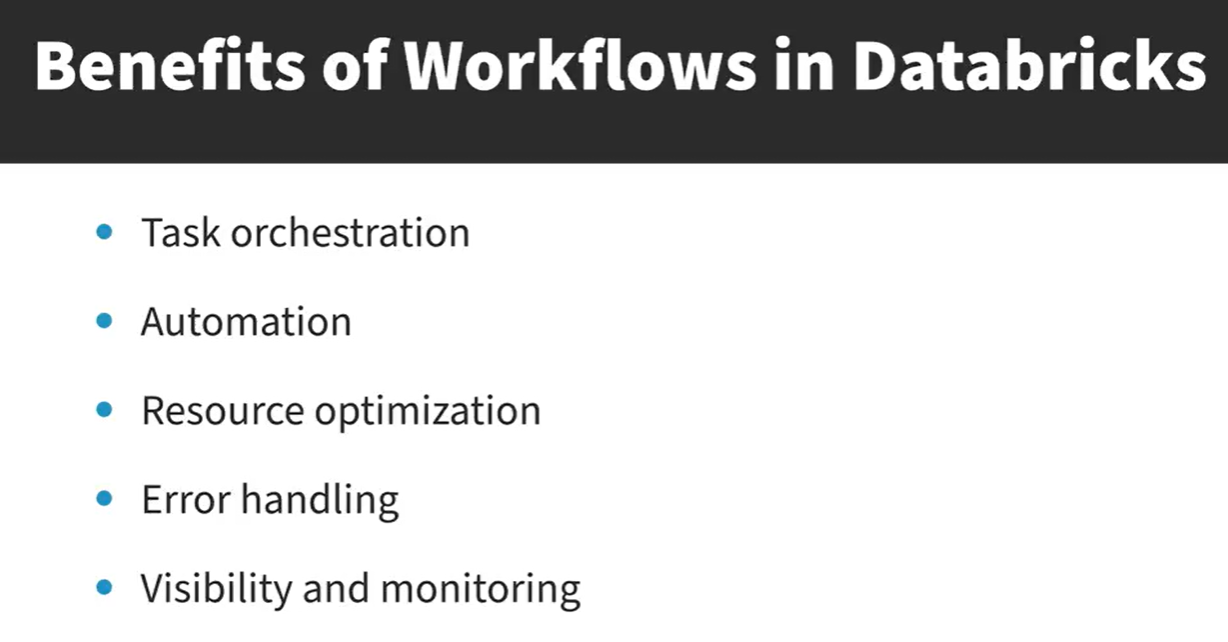 Benefits of Workflows in Databricks
• Task orchestration
• Automation
• Resource optimization
• Error handling
• Visibility and monitoring